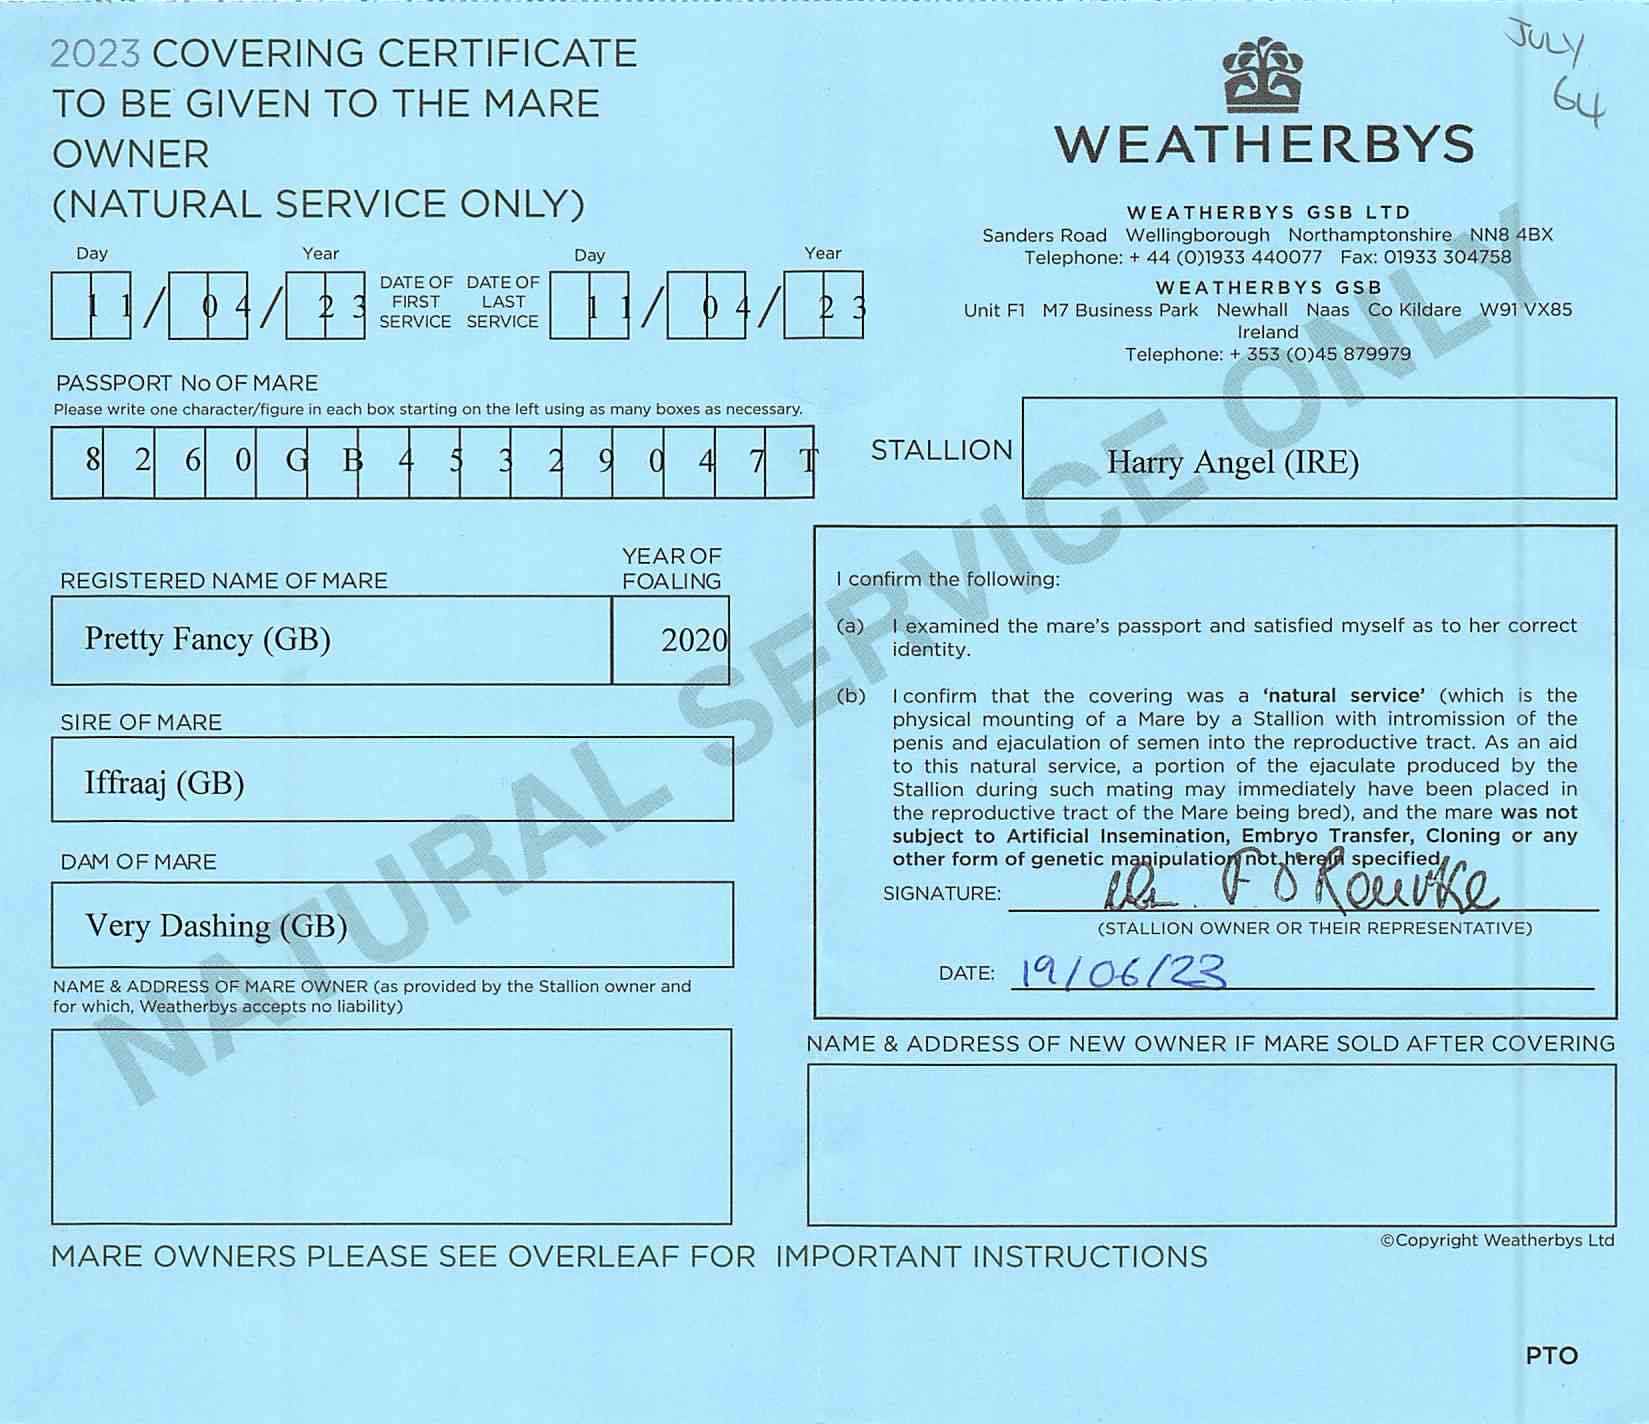 2023 COVERING CERTIFICATE
TO BE GIVEN TO THE MARE
OWNER
(NATURAL SERVICE ONLY)
JULY
64
WEATHERBYS
WEATHERBYS GSB LTD
Sanders Road Wellingborough Northamptonshire NN8 4BX
Telephone: + 44 (0)1933 440077 Fax: 01933 304758
WEATHERBYS GSB
Unit F1 M7 Business Park Newhall Naas Co Kildare W91 VX85
Ireland
Telephone: + 353 (0)45 879979
Day Year Day Year
11/04/23 DATE OF FIRST SERVICE DATE OF LAST SERVICE 11/04/23
PASSPORT No OF MARE
Please write one character/figure in each box starting on the left using as many boxes as necessary.
8 2 6 0 G B 4 5 3 2 9 0 4 7 T
STALLION Harry Angel (IRE)
REGISTERED NAME OF MARE YEAR OF FOALING
Pretty Fancy (GB) 2020
SIRE OF MARE
Iffraaj (GB)
DAM OF MARE
Very Dashing (GB)
NAME & ADDRESS OF MARE OWNER (as provided by the Stallion owner and
for which, Weatherbys accepts no liability)
I confirm the following:
(a) I examined the mare's passport and satisfied myself as to her correct
identity.
(b) I confirm that the covering was a 'natural service' (which is the
physical mounting of a Mare by a Stallion with intromission of the
penis and ejaculation of semen into the reproductive tract. As an aid
to this natural service, a portion of the ejaculate produced by the
Stallion during such mating may immediately have been placed in
the reproductive tract of the Mare being bred), and the mare was not
subject to Artificial Insemination, Embryo Transfer, Cloning or any
other form of genetic manipulation not herein specified.
SIGNATURE: F O'Rourke
(STALLION OWNER OR THEIR REPRESENTATIVE)
DATE: 19/06/23
NAME & ADDRESS OF NEW OWNER IF MARE SOLD AFTER COVERING
©Copyright Weatherbys Ltd
MARE OWNERS PLEASE SEE OVERLEAF FOR IMPORTANT INSTRUCTIONS
PTO
NATURAL SERVICE ONLY